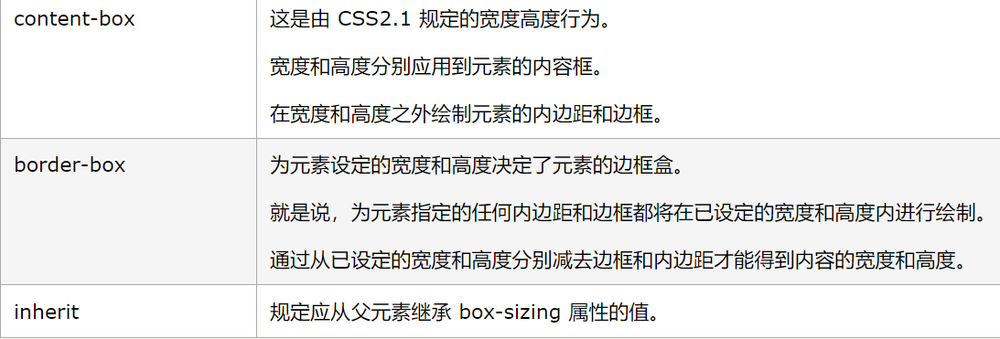 content-box
这是由 CSS2.1 规定的宽度高度行为。
宽度和高度分别应用到元素的内容框。
在宽度和高度之外绘制元素的内边距和边框。
border-box
为元素设定的宽度和高度决定了元素的边框盒。
就是说，为元素指定的任何内边距和边框都将在已设定的宽度和高度内进行绘制。
通过从已设定的宽度和高度分别减去边框和内边距才能得到内容的宽度和高度。
inherit
规定应从父元素继承 box-sizing 属性的值。